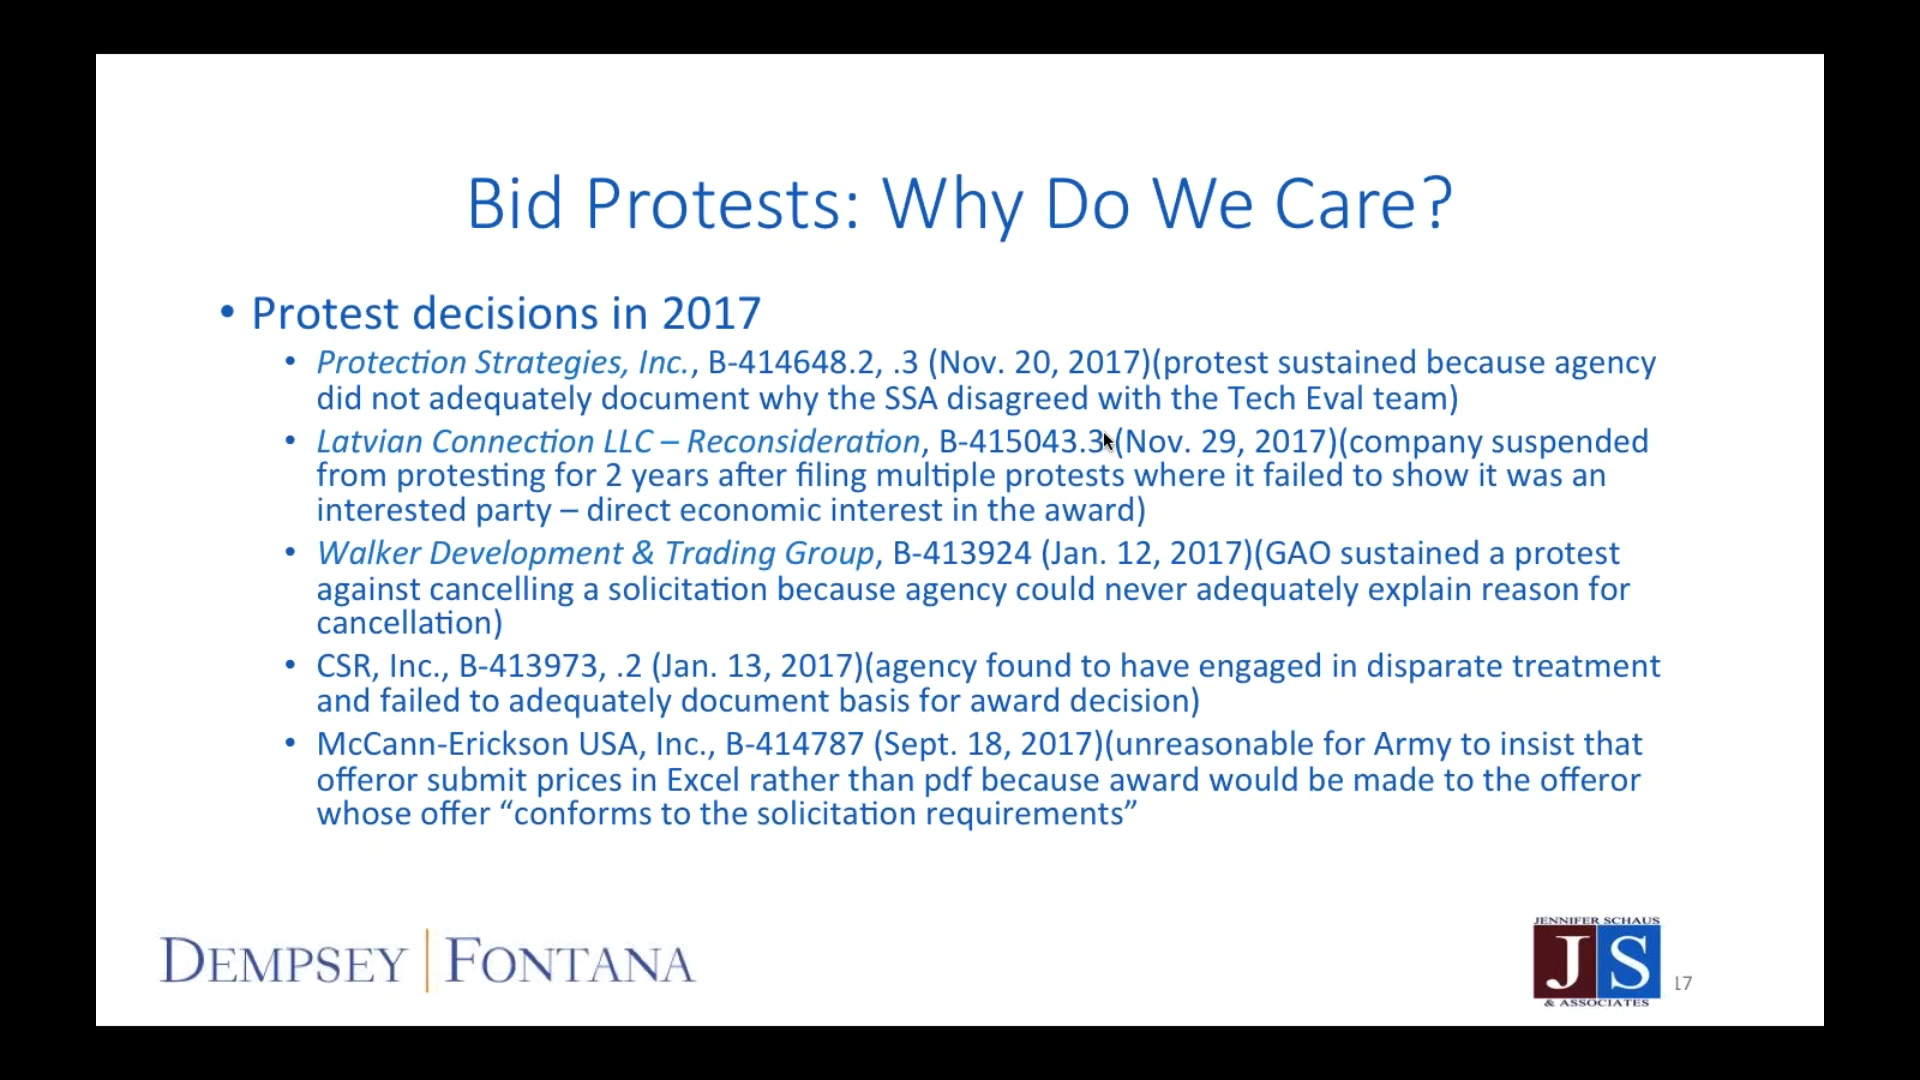 Bid Protests: Why Do We Care?
• Protest decisions in 2017
• Protection Strategies, Inc., B-414648.2, .3 (Nov. 20, 2017)(protest sustained because agency
did not adequately document why the SSA disagreed with the Tech Eval team)
• Latvian Connection LLC – Reconsideration, B-415043.3 (Nov. 29, 2017)(company suspended
from protesting for 2 years after filing multiple protests where it failed to show it was an
interested party – direct economic interest in the award)
• Walker Development & Trading Group, B-413924 (Jan. 12, 2017)(GAO sustained a protest
against cancelling a solicitation because agency could never adequately explain reason for
cancellation)
• CSR, Inc., B-413973, .2 (Jan. 13, 2017)(agency found to have engaged in disparate treatment
and failed to adequately document basis for award decision)
• McCann-Erickson USA, Inc., B-414787 (Sept. 18, 2017)(unreasonable for Army to insist that
offeror submit prices in Excel rather than pdf because award would be made to the offeror
whose offer “conforms to the solicitation requirements”
DEMPSEY | FONTANA
JENNIFER SCHAUS
JS
& ASSOCIATES
17